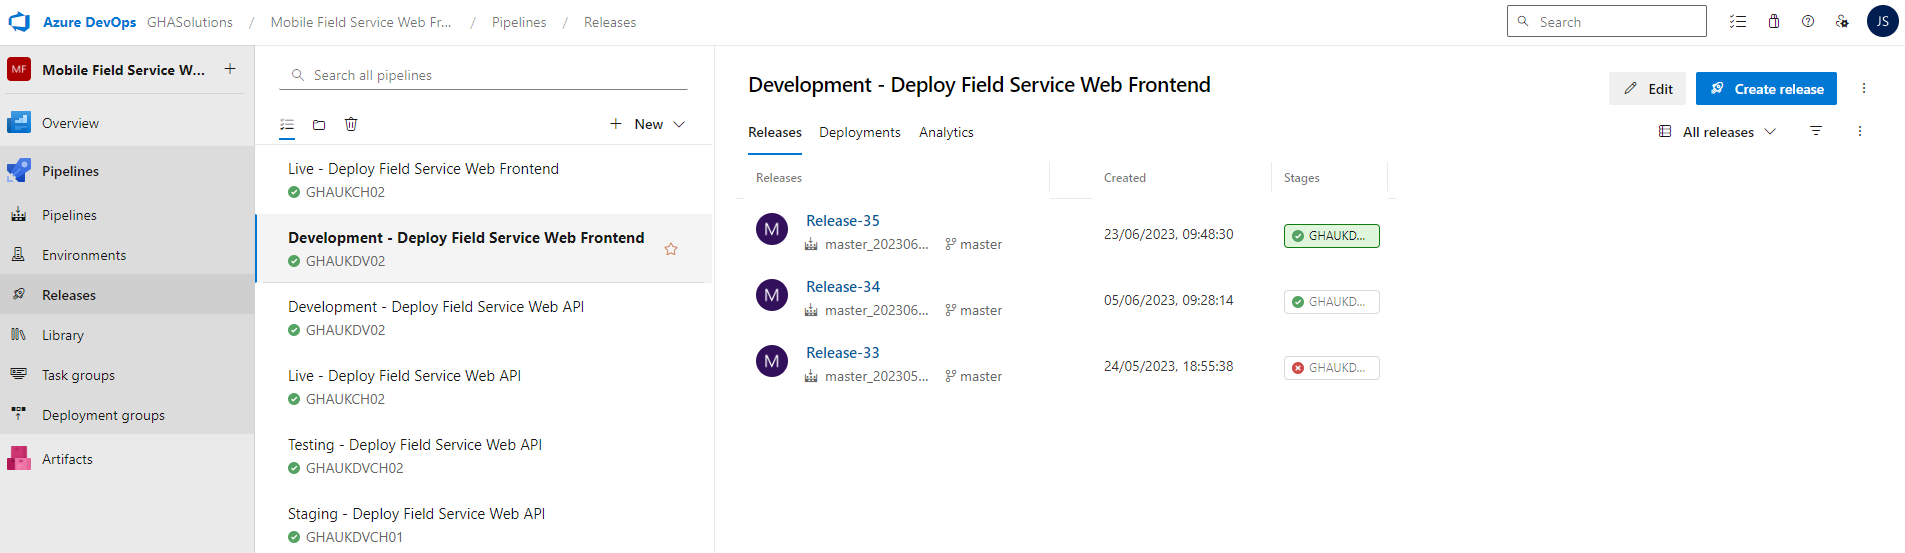 Azure DevOps GHASolutions / Mobile Field Service Web Fr... / Pipelines / Releases
Search
JS
MF Mobile Field Service W... +
Overview
Pipelines
Pipelines
Environments
Releases
Library
Task groups
Deployment groups
Artifacts
Search all pipelines
+ New
Live - Deploy Field Service Web Frontend
GHAUKCH02
Development - Deploy Field Service Web Frontend
GHAUKDV02
Development - Deploy Field Service Web API
GHAUKDV02
Live - Deploy Field Service Web API
GHAUKCH02
Testing - Deploy Field Service Web API
GHAUKDVCH02
Staging - Deploy Field Service Web API
GHAUKDVCH01
Development - Deploy Field Service Web Frontend
Edit
Create release
Releases Deployments Analytics
All releases
Releases Created Stages
M Release-35
master_202306... master
23/06/2023, 09:48:30
GHAUKD...
M Release-34
master_202306... master
05/06/2023, 09:28:14
GHAUKD...
M Release-33
master_202305... master
24/05/2023, 18:55:38
GHAUKD...